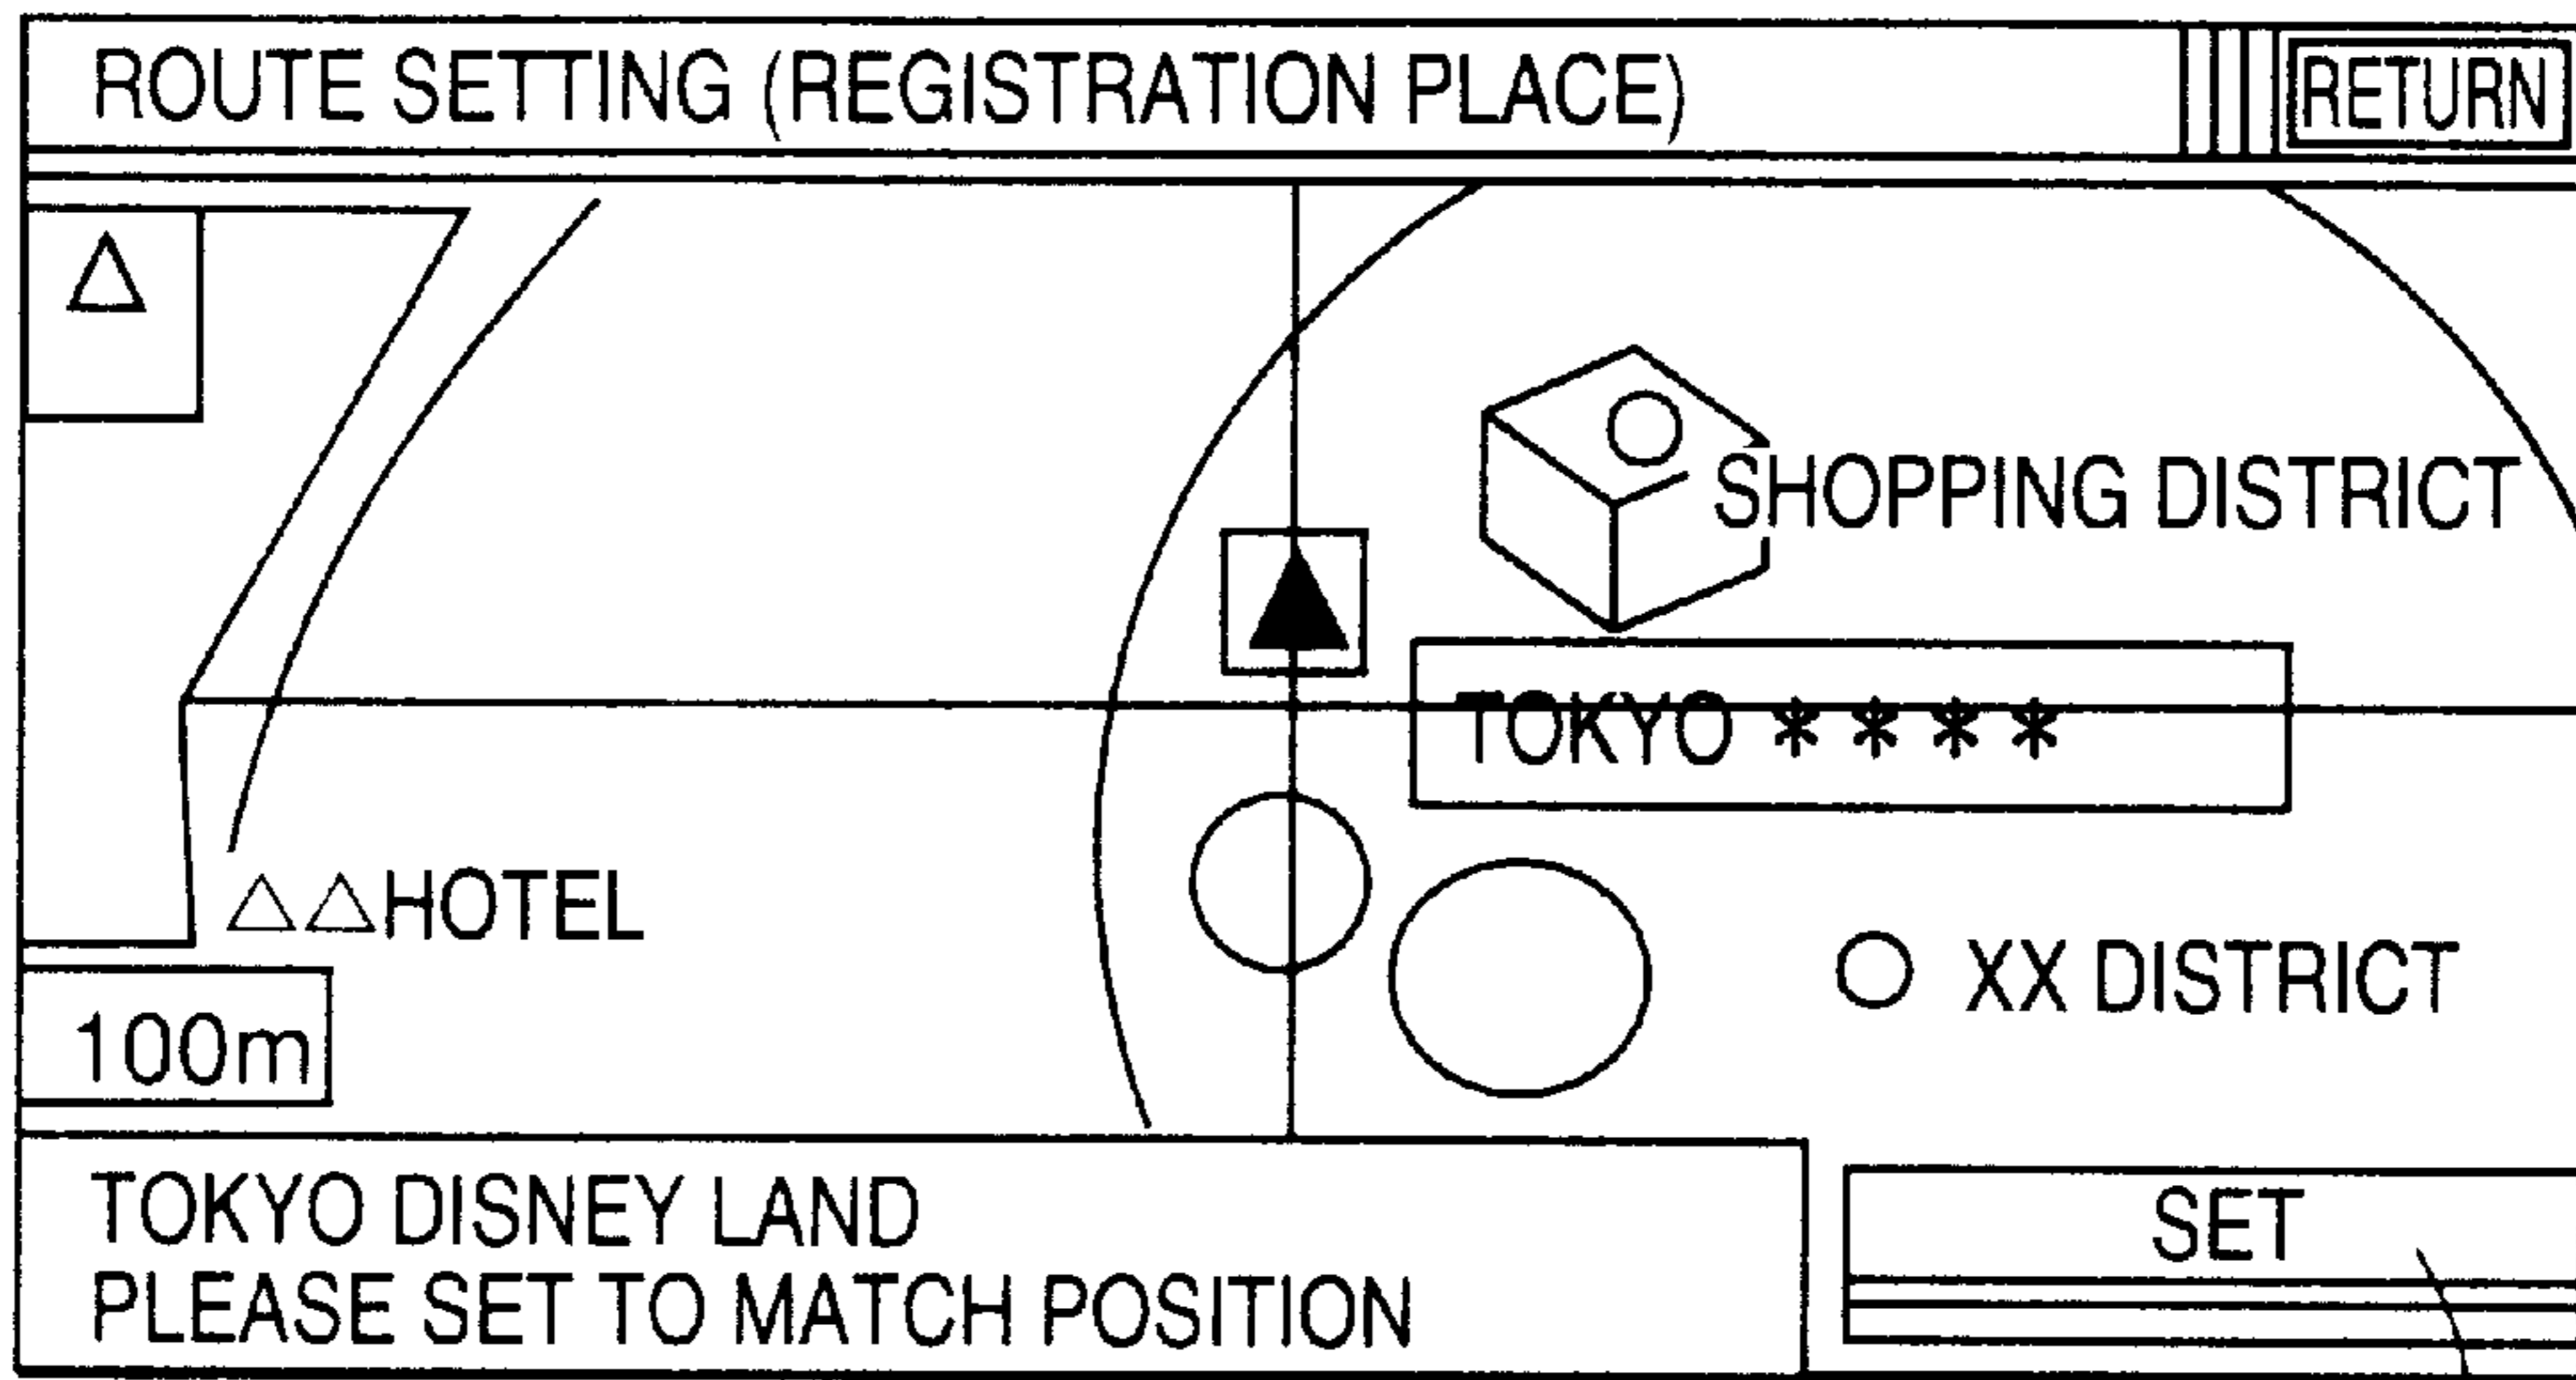 ROUTE SETTING (REGISTRATION PLACE)
RETURN
△
○ SHOPPING DISTRICT
TOKYO ＊＊＊＊
△△HOTEL
○ XX DISTRICT
100m
TOKYO DISNEY LAND
PLEASE SET TO MATCH POSITION
SET